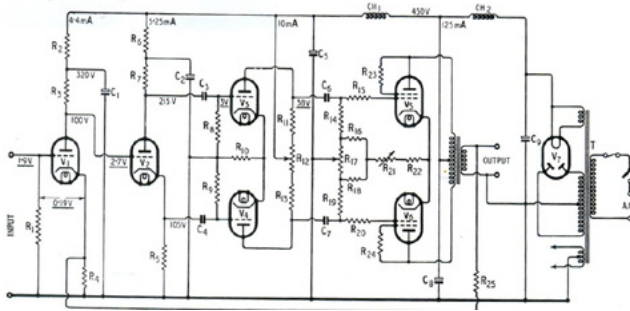 4·4mA
5·25mA
10mA
CH₁
450V
125mA
CH₂
R₂
R₆
C₅
320V
C₁
R₇
C₂
C₃
R₂₃
R₃
215V
5V
V₃
38V
C₆
R₁₅
V₅
C₉
T
100V
R₈
R₁₁
R₁₄
R₁₆
V₇
1·9V
V₁
2·7V
V₂
R₁₀
R₁₂
R₁₇
R₂₁
R₂₂
OUTPUT
0·19V
R₉
R₁₃
R₁₈
R₁₉
INPUT
R₁
R₄
105V
R₅
C₄
V₄
C₇
R₂₀
V₆
R₂₄
C₈
R₂₅